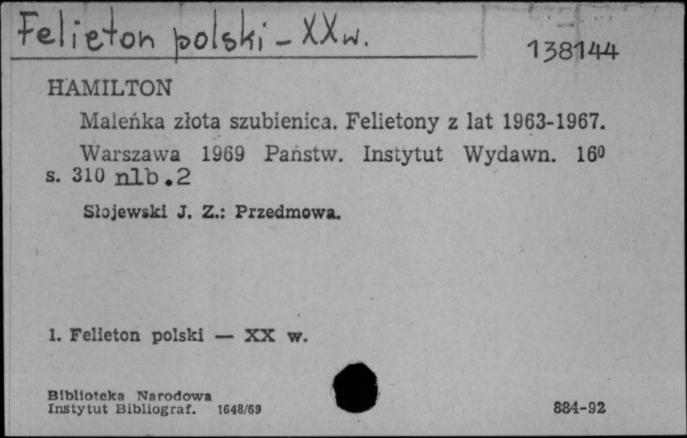 Felieton polski - XX w.
138144
HAMILTON
Maleńka złota szubienica. Felietony z lat 1963-1967.
Warszawa 1969 Państw. Instytut Wydawn. 16⁰
s. 310 nlb. 2
Słojewski J. Z.: Przedmowa.
1. Felieton polski — XX w.
Biblioteka Narodowa
Instytut Bibliograf. 1648/69
884-92